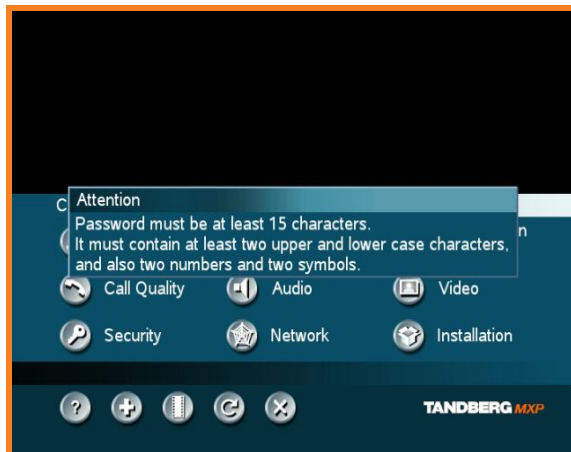 C
Attention
Password must be at least 15 characters.
It must contain at least two upper and lower case characters,
and also two numbers and two symbols.
n
Call Quality
Audio
Video
Security
Network
Installation
?
TANDBERG MXP